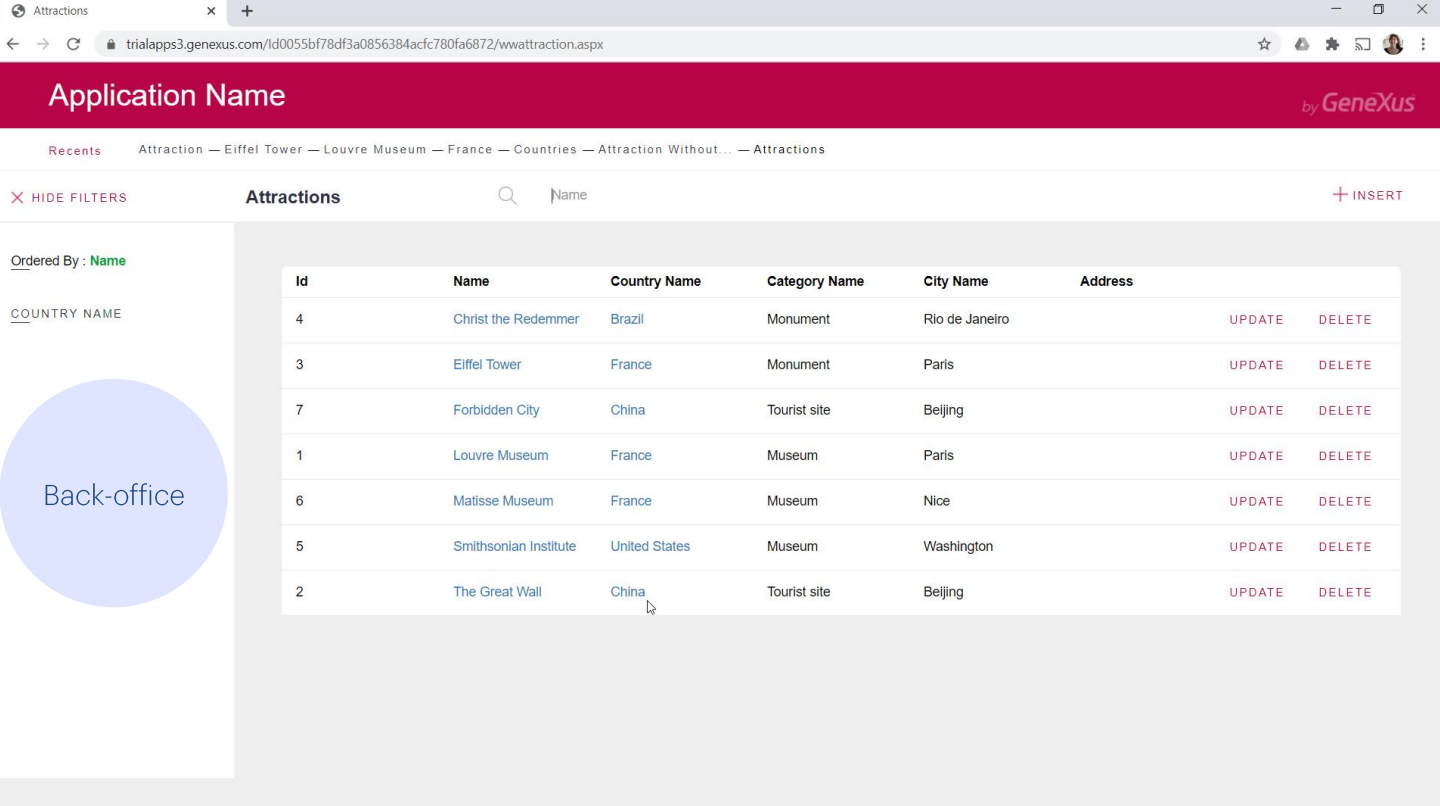 Attractions
trialapps3.genexus.com/Id0055bf78df3a0856384acfc780fa6872/wwattraction.aspx
Application Name
by GeneXus
Recents Attraction — Eiffel Tower — Louvre Museum — France — Countries — Attraction Without... — Attractions
HIDE FILTERS Attractions Name INSERT
Ordered By : Name
COUNTRY NAME
Back-office
Id Name Country Name Category Name City Name Address
4 Christ the Redemmer Brazil Monument Rio de Janeiro UPDATE DELETE
3 Eiffel Tower France Monument Paris UPDATE DELETE
7 Forbidden City China Tourist site Beijing UPDATE DELETE
1 Louvre Museum France Museum Paris UPDATE DELETE
6 Matisse Museum France Museum Nice UPDATE DELETE
5 Smithsonian Institute United States Museum Washington UPDATE DELETE
2 The Great Wall China Tourist site Beijing UPDATE DELETE